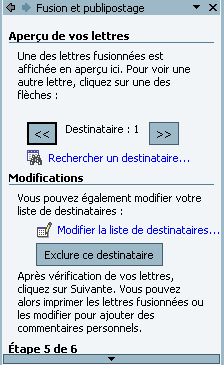 Fusion et publipostage
Aperçu de vos lettres
Une des lettres fusionnées est
affichée en aperçu ici. Pour voir une
autre lettre, cliquez sur une des
flèches :
<< Destinataire : 1 >>
Rechercher un destinataire...
Modifications
Vous pouvez également modifier votre
liste de destinataires :
Modifier la liste de destinataires...
Exclure ce destinataire
Après vérification de vos lettres,
cliquez sur Suivante. Vous pouvez
alors imprimer les lettres fusionnées ou
les modifier pour ajouter des
commentaires personnels.
Étape 5 de 6